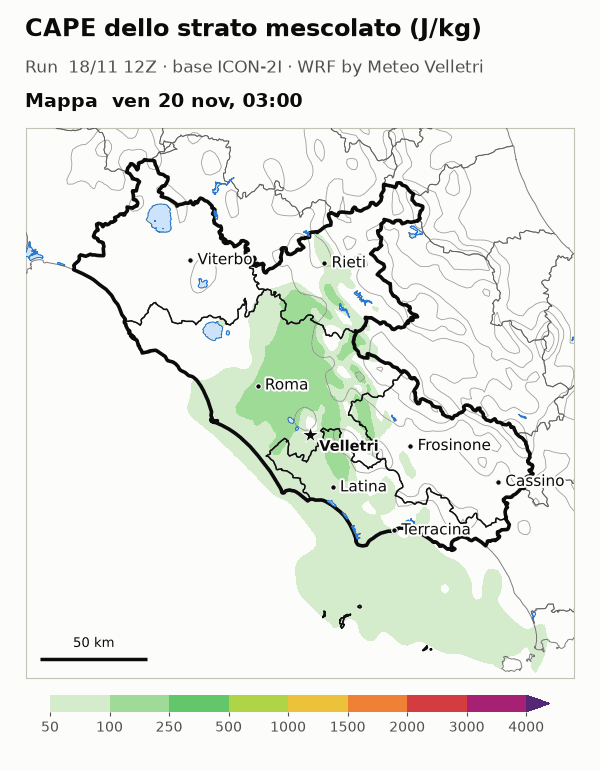 CAPE dello strato mescolato (J/kg)
Run  18/11 12Z · base ICON-2I · WRF by Meteo Velletri
Mappa  ven 20 nov, 03:00
Viterbo
Rieti
Roma
Velletri
Frosinone
Latina
Cassino
Terracina
50 km
50 100 250 500 1000 1500 2000 3000 4000